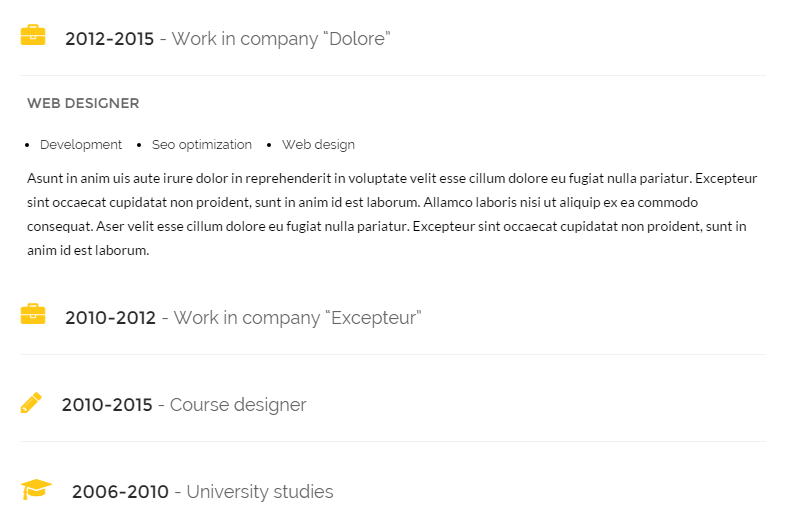 2012-2015 - Work in company “Dolore”
WEB DESIGNER
• Development • Seo optimization • Web design
Asunt in anim uis aute irure dolor in reprehenderit in voluptate velit esse cillum dolore eu fugiat nulla pariatur. Excepteur
sint occaecat cupidatat non proident, sunt in anim id est laborum. Allamco laboris nisi ut aliquip ex ea commodo
consequat. Aser velit esse cillum dolore eu fugiat nulla pariatur. Excepteur sint occaecat cupidatat non proident, sunt in
anim id est laborum.
2010-2012 - Work in company “Excepteur”
2010-2015 - Course designer
2006-2010 - University studies